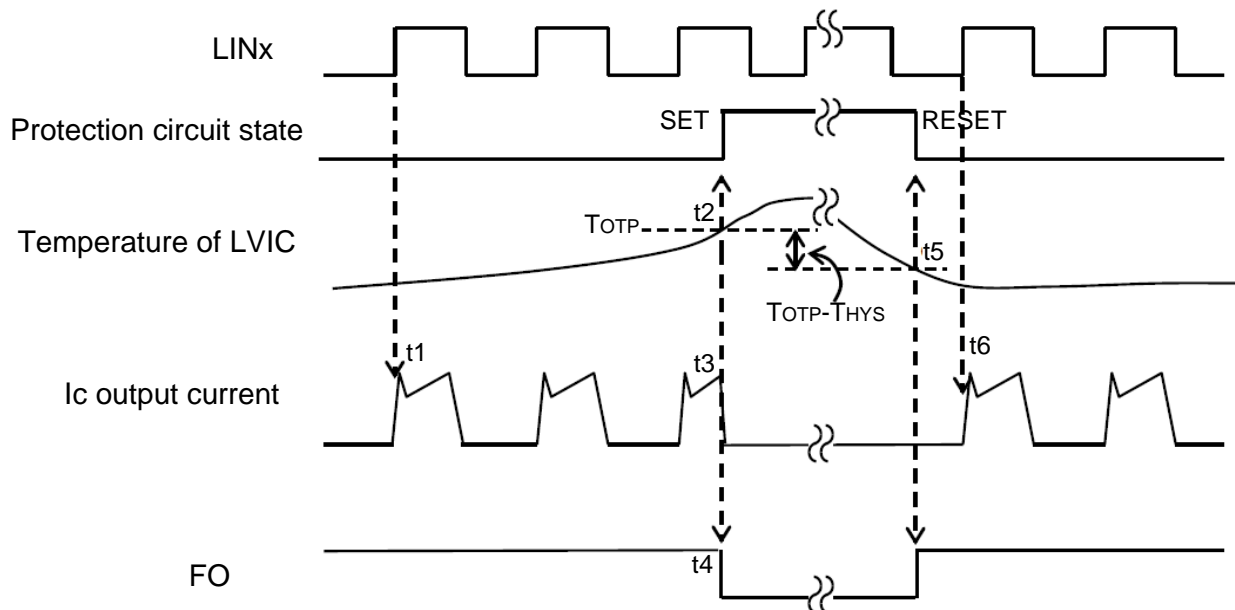 LINx
SET
RESET
Protection circuit state
t2
TOTP
Temperature of LVIC
t5
TOTP-THYS
t1
t3
t6
Ic output current
t4
FO